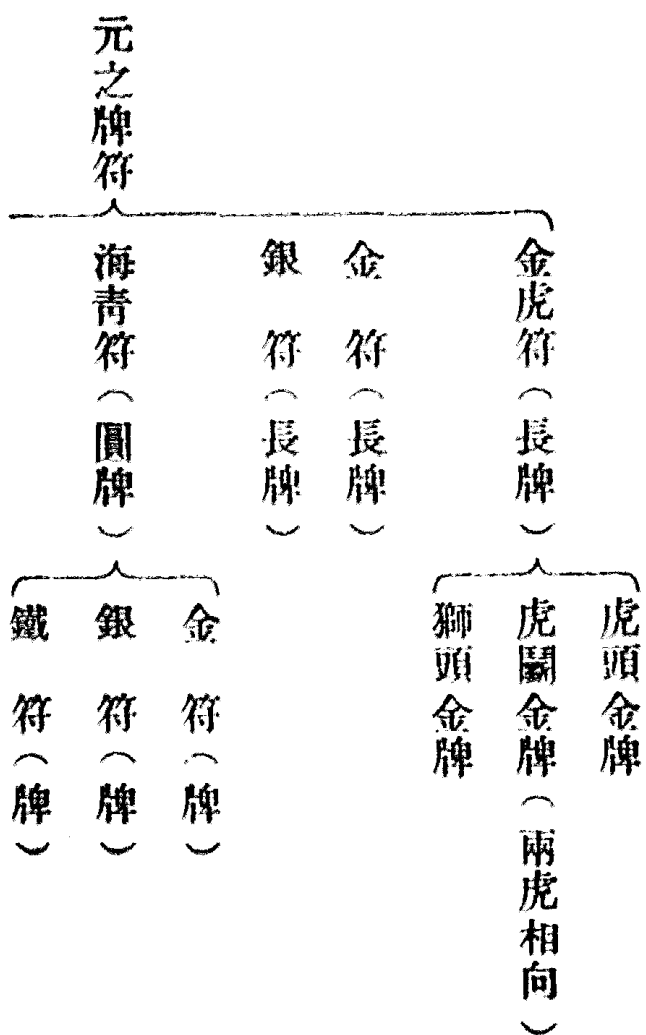 元之牌符
金虎符（長牌）
虎頭金牌
虎鬭金牌（兩虎相向）
獅頭金牌
金符（長牌）
銀符（長牌）
海青符（圓牌）
金符（牌）
銀符（牌）
鐵符（牌）